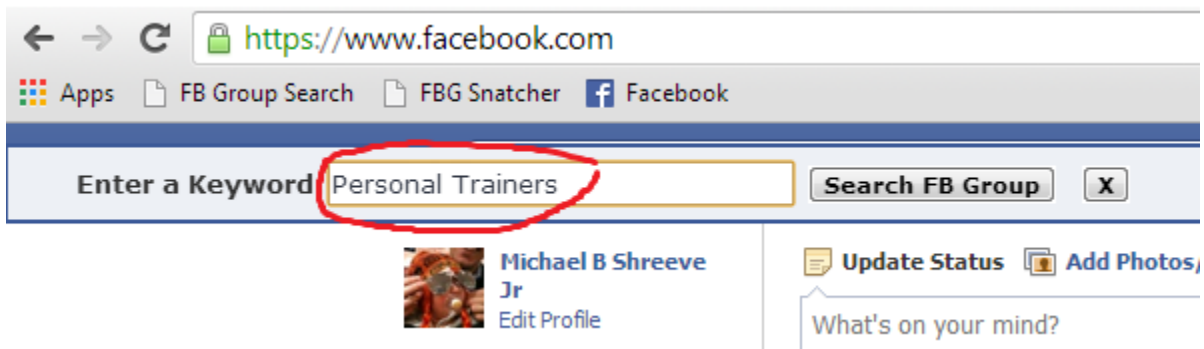 https://www.facebook.com
Apps FB Group Search FBG Snatcher Facebook
Enter a Keyword Personal Trainers Search FB Group X
Michael B Shreeve
Jr
Edit Profile
Update Status Add Photos/
What's on your mind?